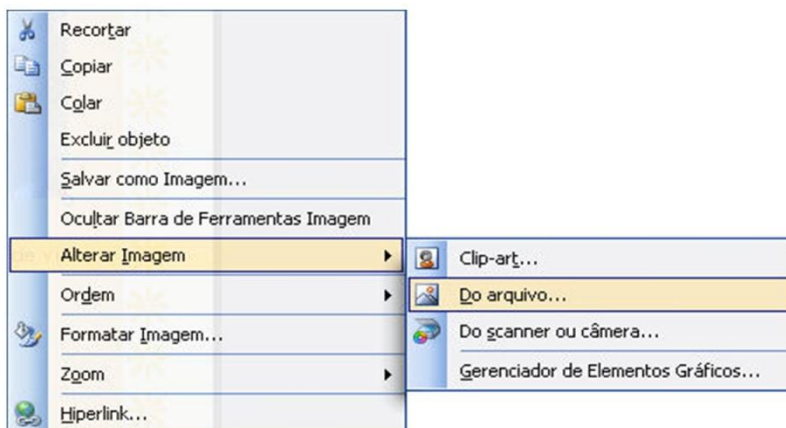 Recortar
Copiar
Colar
Excluir objeto
Salvar como Imagem...
Ocultar Barra de Ferramentas Imagem
Alterar Imagem
Ordem
Formatar Imagem...
Zoom
Hiperlink...
Clip-art...
Do arquivo...
Do scanner ou câmera...
Gerenciador de Elementos Gráficos...